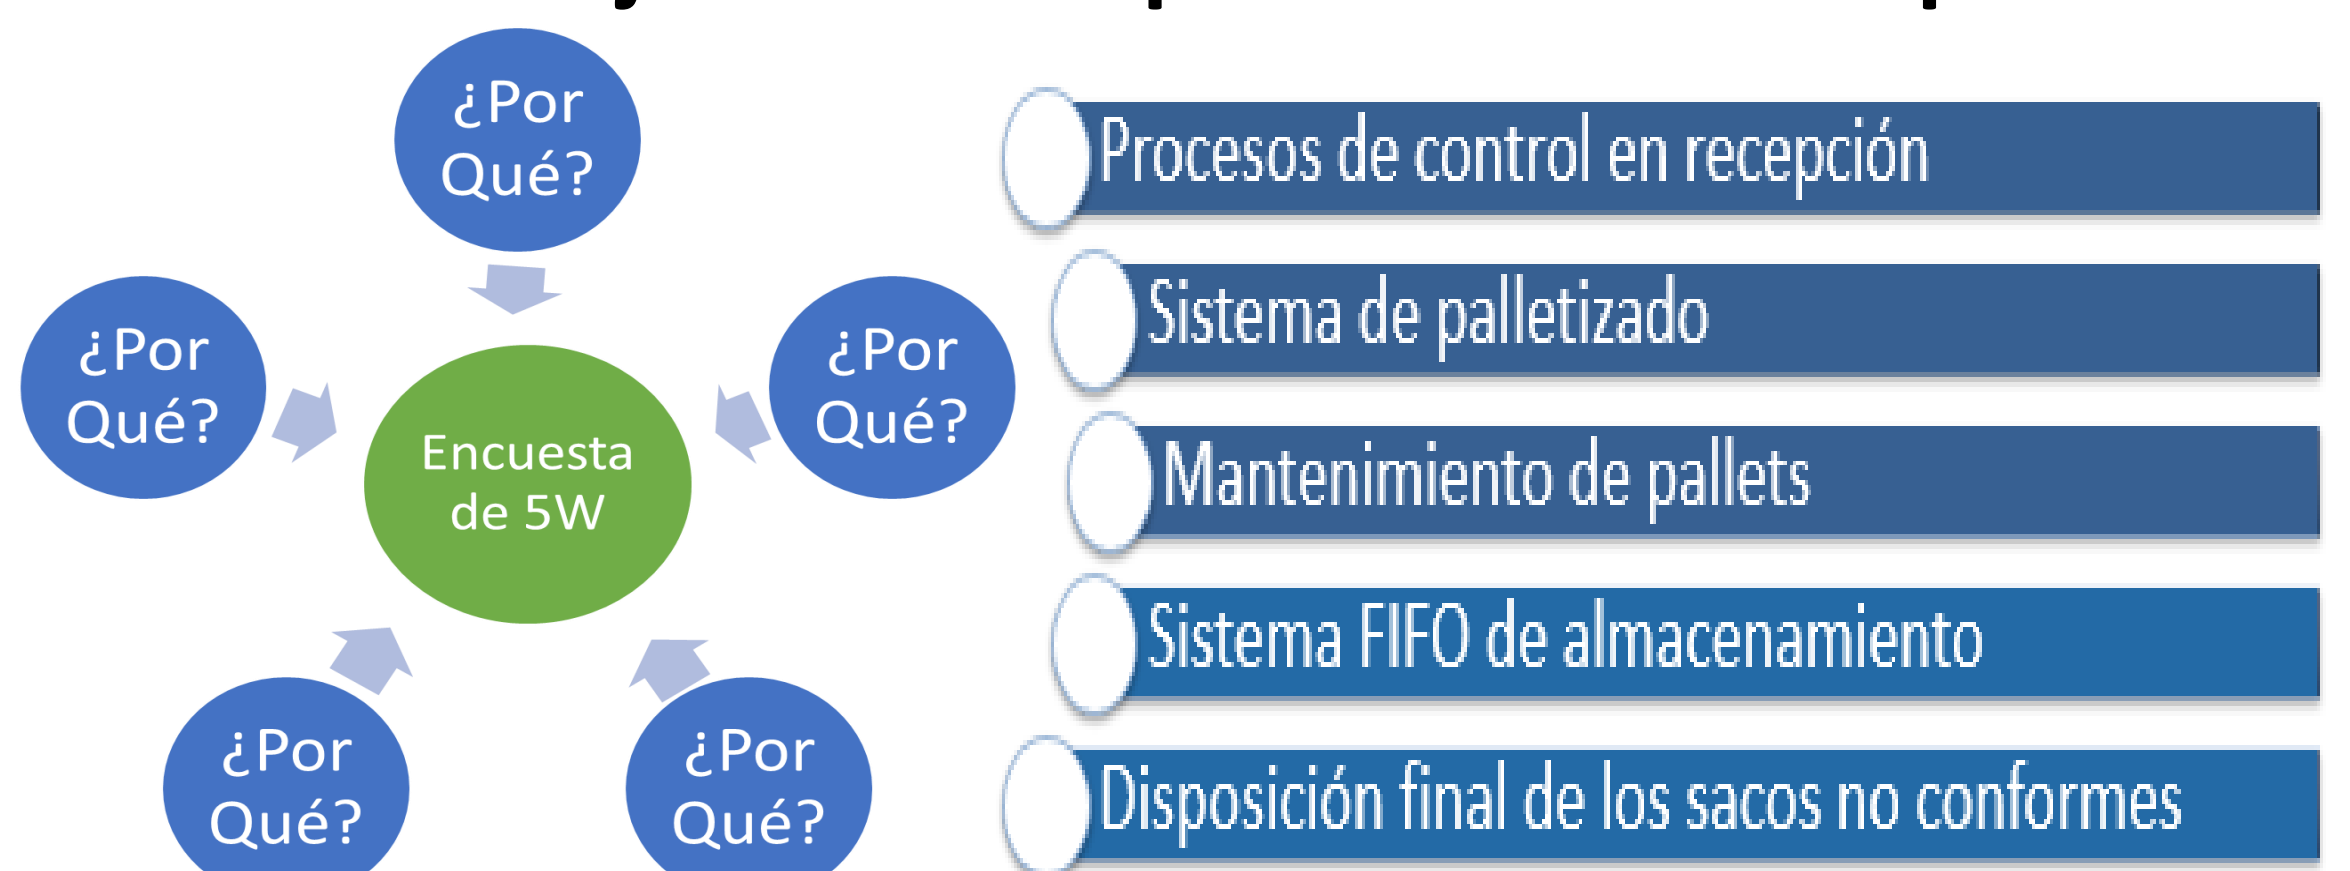 ¿Por
Qué?
¿Por
Qué?
¿Por
Qué?
Encuesta
de 5W
¿Por
Qué?
¿Por
Qué?
Procesos de control en recepción
Sistema de palletizado
Mantenimiento de pallets
Sistema FIFO de almacenamiento
Disposición final de los sacos no conformes